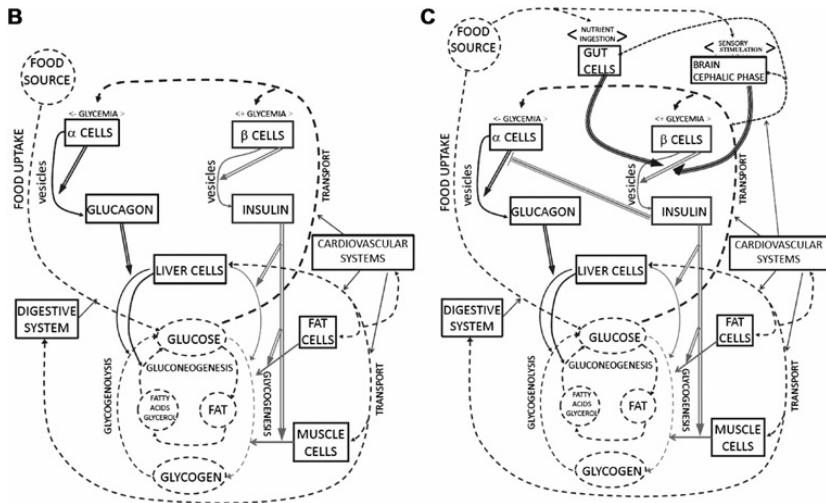 B
FOOD
SOURCE
<- GLYCEMIA >
α CELLS
<+ GLYCEMIA >
β CELLS
FOOD UPTAKE
vesicles
vesicles
TRANSPORT
GLUCAGON
INSULIN
CARDIOVASCULAR
SYSTEMS
LIVER CELLS
DIGESTIVE
SYSTEM
GLUCOSE
FAT
CELLS
GLUCONEOGENESIS
GLYCOGENOLYSIS
FATTY
ACIDS
GLYCEROL
FAT
GLYCOGENESIS
TRANSPORT
MUSCLE
CELLS
GLYCOGEN
C
FOOD
SOURCE
< NUTRIENT >
INGESTION
GUT
CELLS
< SENSORY >
STIMULATION
BRAIN
CEPHALIC PHASE
<- GLYCEMIA >
α CELLS
<+ GLYCEMIA >
β CELLS
FOOD UPTAKE
vesicles
vesicles
TRANSPORT
GLUCAGON
INSULIN
CARDIOVASCULAR
SYSTEMS
LIVER CELLS
DIGESTIVE
SYSTEM
GLUCOSE
FAT
CELLS
GLUCONEOGENESIS
GLYCOGENOLYSIS
FATTY
ACIDS
GLYCEROL
FAT
GLYCOGENESIS
TRANSPORT
MUSCLE
CELLS
GLYCOGEN